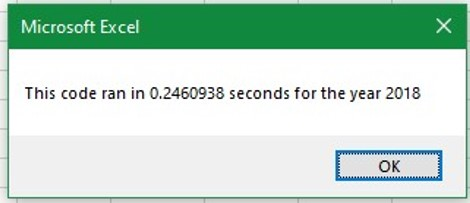 Microsoft Excel
This code ran in 0.2460938 seconds for the year 2018
OK